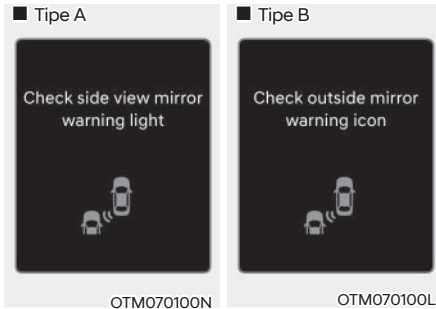 ■ Tipe A
Check side view mirror
warning light
OTM070100N
■ Tipe B
Check outside mirror
warning icon
OTM070100L